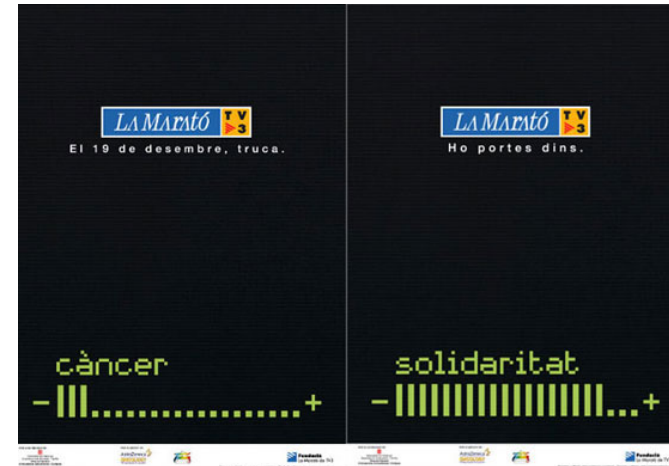 LA MARATÓ TV3
El 19 de desembre, truca.
càncer
-|||.................+
LA MARATÓ TV3
Ho portes dins.
solidaritat
-|||||||||||||||||...+
Fundació
La Marató de TV3
Fundació
La Marató de TV3